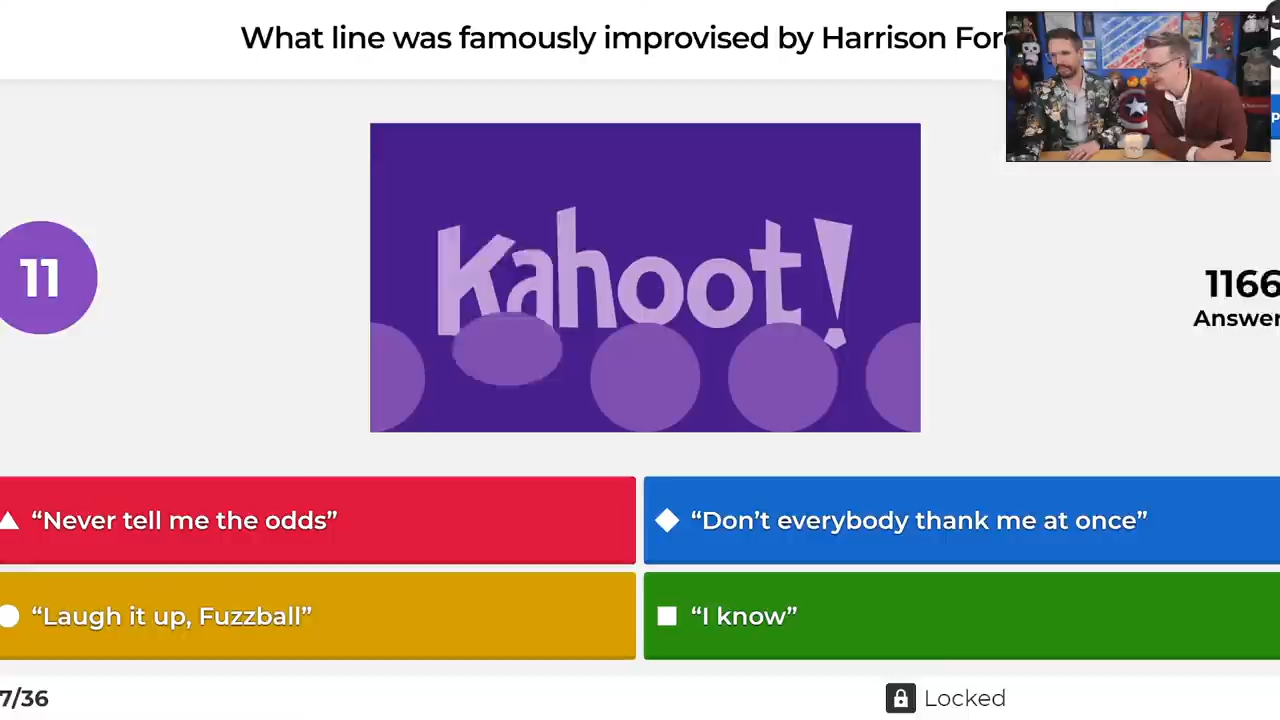 What line was famously improvised by Harrison For
11
Kahoot!
1166
Answer
“Never tell me the odds”
“Don’t everybody thank me at once”
“Laugh it up, Fuzzball”
“I know”
7/36
Locked